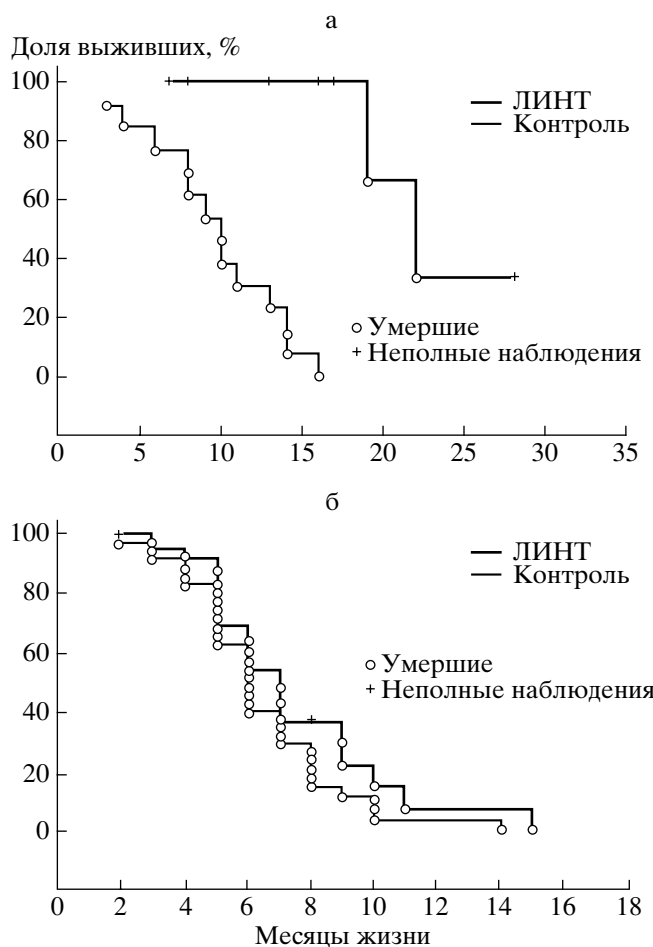 а
Доля выживших, %
100
80
60
40
20
0
ЛИНТ
Контроль
Умершие
+ Неполные наблюдения
0 5 10 15 20 25 30 35
б
100
80
60
40
20
0
ЛИНТ
Контроль
Умершие
+ Неполные наблюдения
0 2 4 6 8 10 12 14 16 18
Месяцы жизни